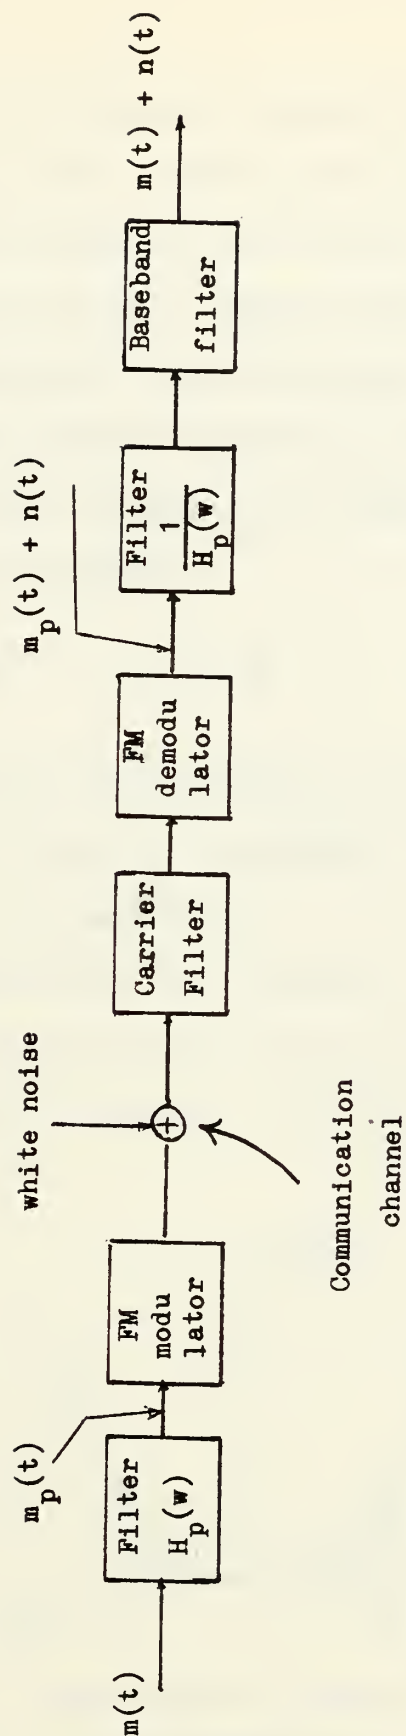 m(t)
Filter
H_p(w)
m_p(t)
FM
modu
lator
white noise
+
Communication
channel
Carrier
Filter
FM
demodu
lator
m_p(t) + n(t)
Filter
1
H_p(w)
Baseband
filter
m(t) + n(t)